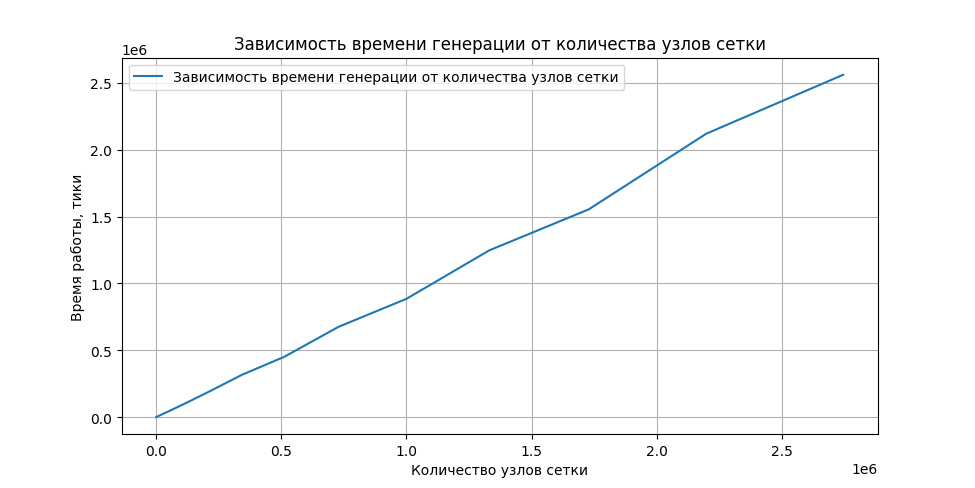 Зависимость времени генерации от количества узлов сетки
1e6
Зависимость времени генерации от количества узлов сетки
2.5
2.0
1.5
1.0
0.5
0.0
Время работы, тики
0.0 0.5 1.0 1.5 2.0 2.5
Количество узлов сетки
1e6